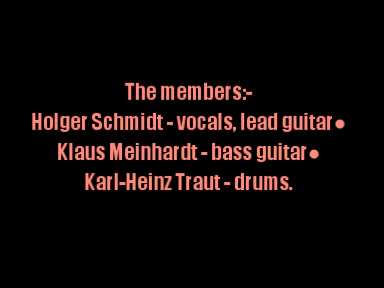 The members:-
Holger Schmidt - vocals, lead guitar●
Klaus Meinhardt - bass guitar●
Karl-Heinz Traut - drums.